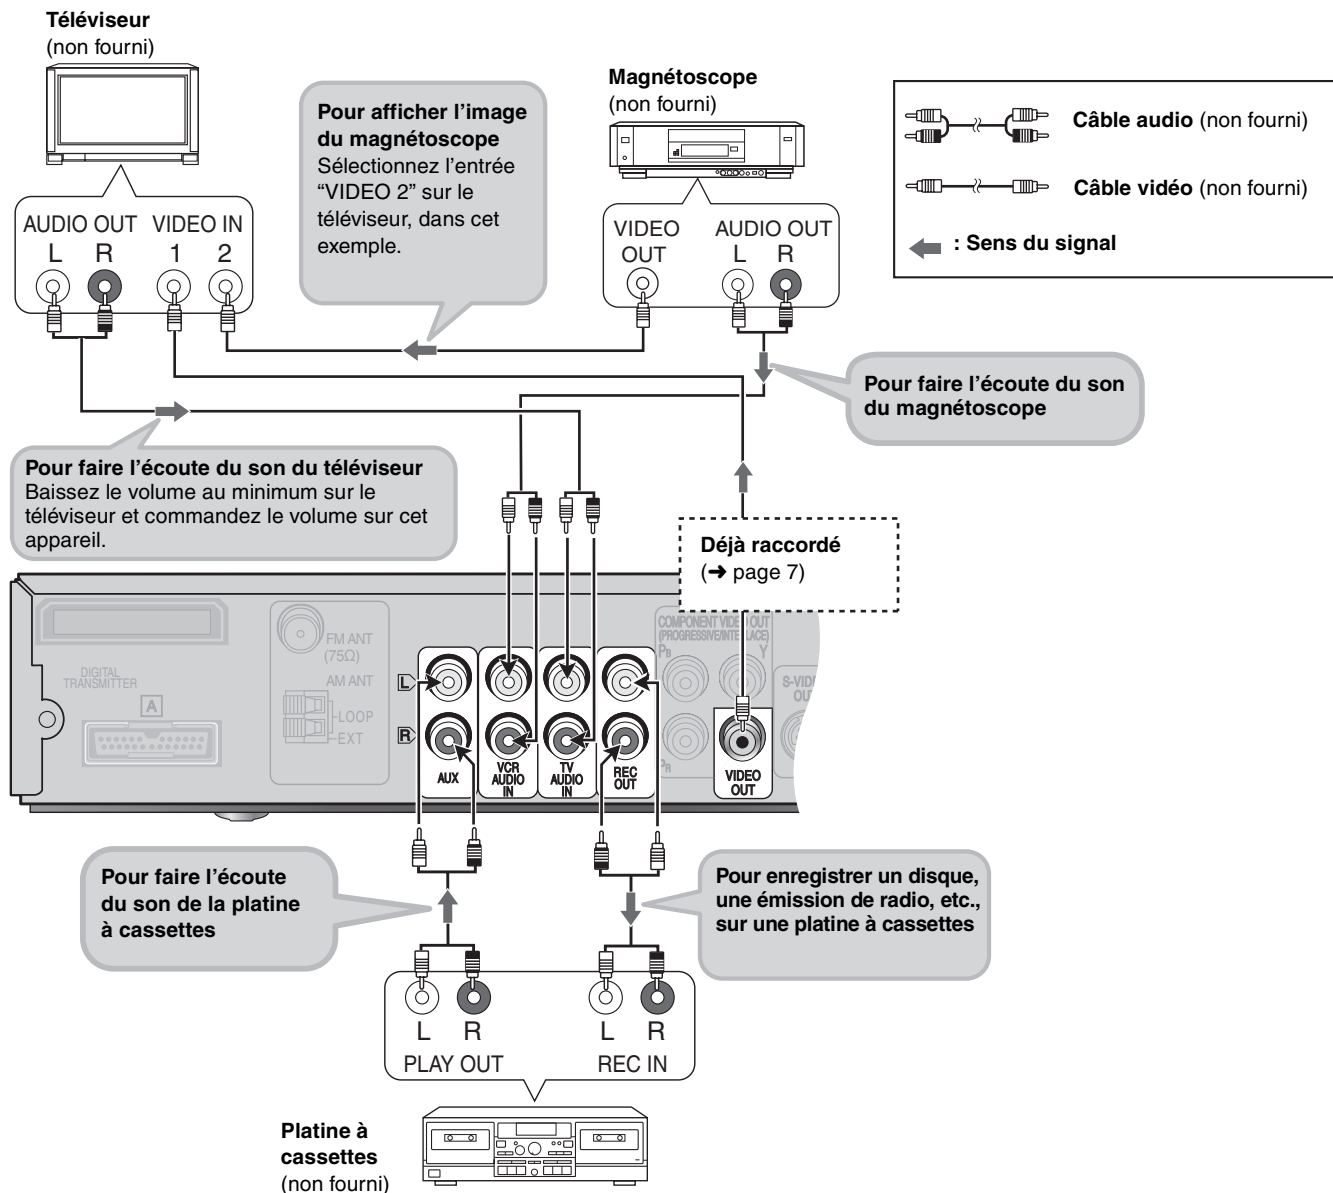 Téléviseur
(non fourni)
Pour afficher l'image
du magnétoscope
Sélectionnez l'entrée
“VIDEO 2” sur le
téléviseur, dans cet
exemple.
Magnétoscope
(non fourni)
Câble audio (non fourni)
Câble vidéo (non fourni)
: Sens du signal
AUDIO OUT VIDEO IN
L R 1 2
VIDEO
OUT
AUDIO OUT
L R
Pour faire l'écoute du son
du magnétoscope
Pour faire l'écoute du son du téléviseur
Baissez le volume au minimum sur le
téléviseur et commandez le volume sur cet
appareil.
Déjà raccordé
(➜ page 7)
DIGITAL
TRANSMITTER
A
FM ANT
(75Ω)
AM ANT
LOOP
EXT
L
R
AUX
VCR
AUDIO
IN
TV
AUDIO
IN
REC
OUT
COMPONENT VIDEO OUT
(PROGRESSIVE/INTERLACE)
PB Y
PR
VIDEO
OUT
Pour faire l'écoute
du son de la platine
à cassettes
Pour enregistrer un disque,
une émission de radio, etc.,
sur une platine à cassettes
L R
PLAY OUT
L R
REC IN
Platine à
cassettes
(non fourni)